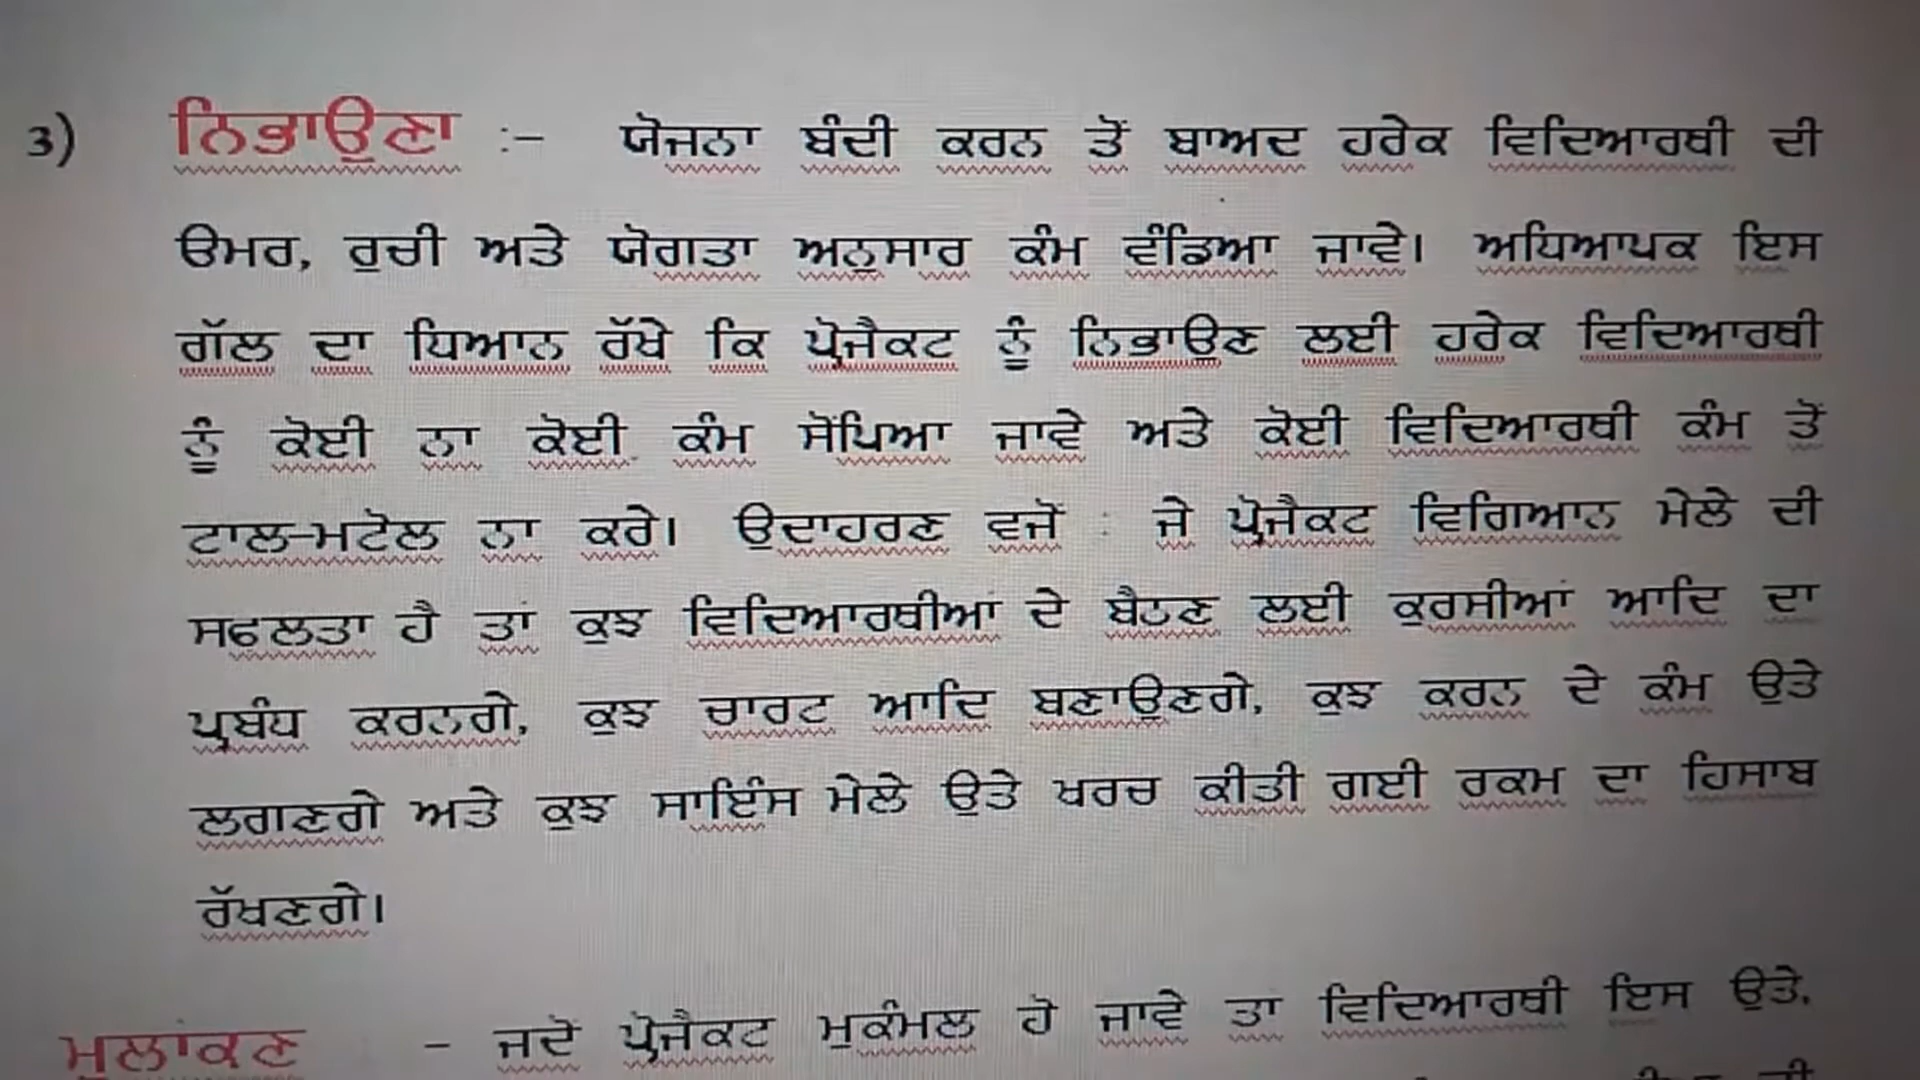 3) ਨਿਭਾਉਣਾ :- ਯੋਜਨਾ ਬੰਦੀ ਕਰਨ ਤੋਂ ਬਾਅਦ ਹਰੇਕ ਵਿਦਿਆਰਥੀ ਦੀ
ਉਮਰ, ਰੁਚੀ ਅਤੇ ਯੋਗਤਾ ਅਨੁਸਾਰ ਕੰਮ ਵੰਡਿਆ ਜਾਵੇ। ਅਧਿਆਪਕ ਇਸ
ਗੱਲ ਦਾ ਧਿਆਨ ਰੱਖੇ ਕਿ ਪ੍ਰੋਜੈਕਟ ਨੂੰ ਨਿਭਾਉਣ ਲਈ ਹਰੇਕ ਵਿਦਿਆਰਥੀ
ਨੂੰ ਕੋਈ ਨਾ ਕੋਈ ਕੰਮ ਸੋਂਪਿਆ ਜਾਵੇ ਅਤੇ ਕੋਈ ਵਿਦਿਆਰਥੀ ਕੰਮ ਤੋਂ
ਟਾਲ-ਮਟੋਲ ਨਾ ਕਰੇ। ਉਦਾਹਰਣ ਵਜੋਂ : ਜੇ ਪ੍ਰੋਜੈਕਟ ਵਿਗਿਆਨ ਮੇਲੇ ਦੀ
ਸਫਲਤਾ ਹੈ ਤਾਂ ਕੁਝ ਵਿਦਿਆਰਥੀਆਂ ਦੇ ਬੈਠਣ ਲਈ ਕੁਰਸੀਆਂ ਆਦਿ ਦਾ
ਪ੍ਰਬੰਧ ਕਰਨਗੇ, ਕੁਝ ਚਾਰਟ ਆਦਿ ਬਣਾਉਣਗੇ, ਕੁਝ ਕਰਨ ਦੇ ਕੰਮ ਉਤੇ
ਲਗਣਗੇ ਅਤੇ ਕੁਝ ਸਾਇੰਸ ਮੇਲੇ ਉਤੇ ਖਰਚ ਕੀਤੀ ਗਈ ਰਕਮ ਦਾ ਹਿਸਾਬ
ਰੱਖਣਗੇ।
ਮੁਲਾਂਕਣ - ਜਦੋਂ ਪ੍ਰੋਜੈਕਟ ਮੁਕੰਮਲ ਹੋ ਜਾਵੇ ਤਾਂ ਵਿਦਿਆਰਥੀ ਇਸ ਉਤੇ,